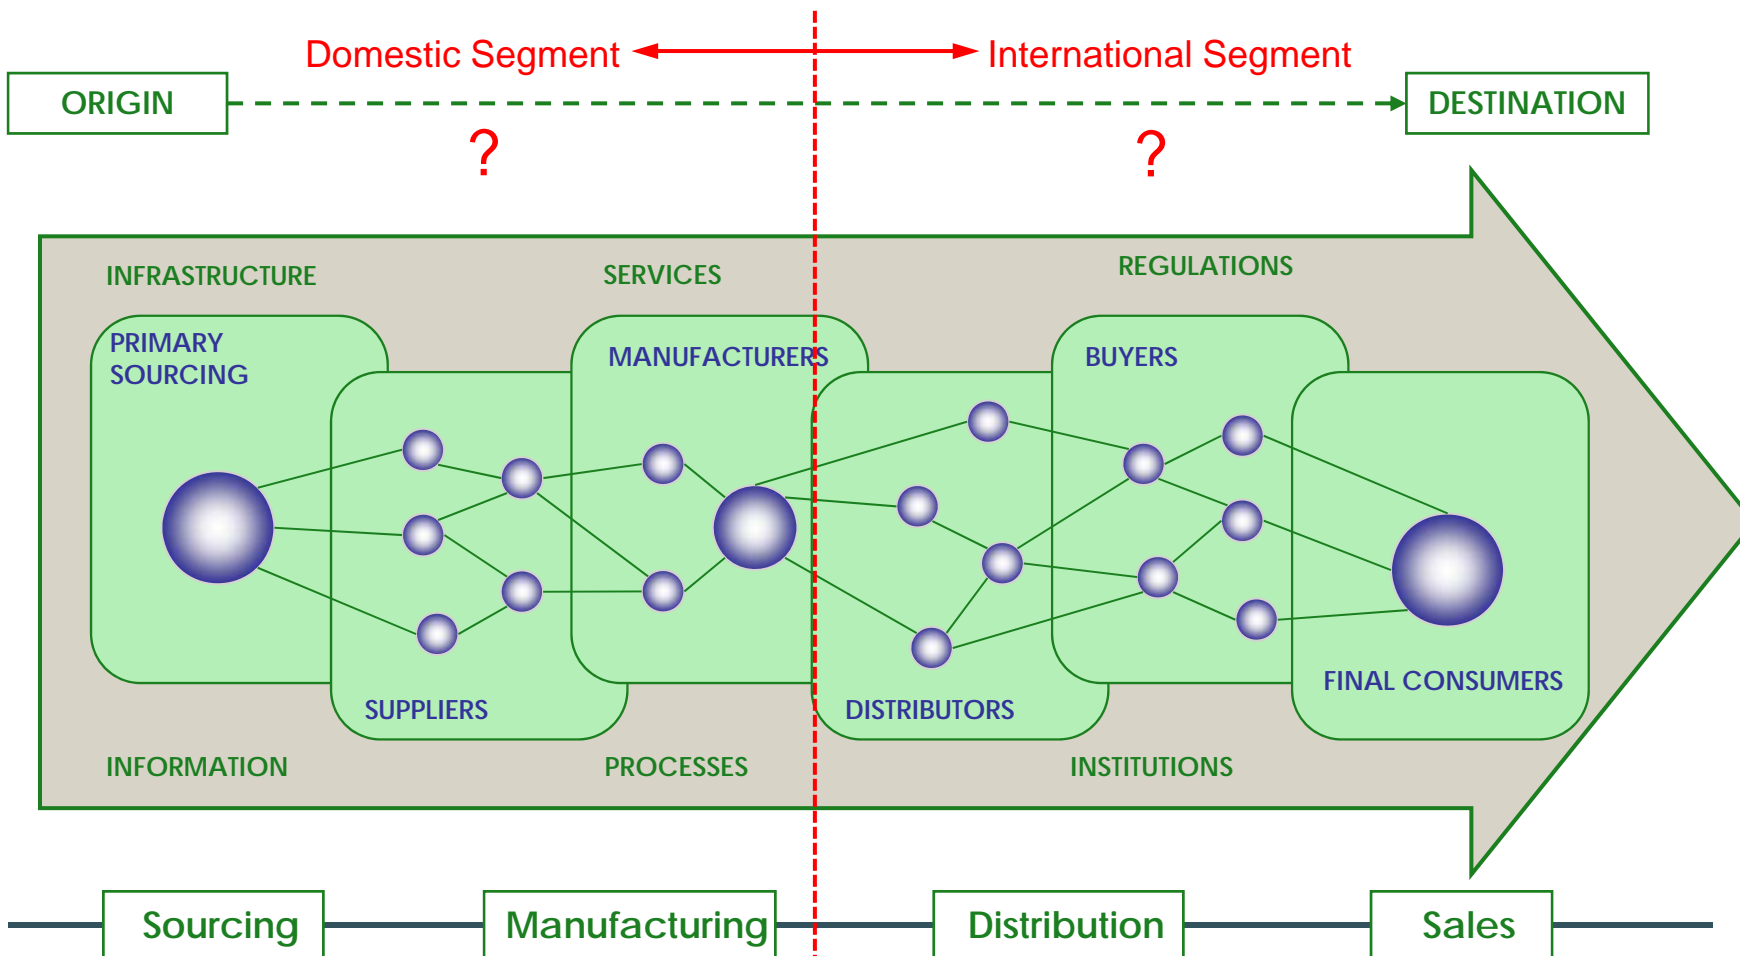 Domestic Segment
International Segment
ORIGIN
DESTINATION
?
?
INFRASTRUCTURE
SERVICES
REGULATIONS
PRIMARY
SOURCING
MANUFACTURERS
BUYERS
SUPPLIERS
DISTRIBUTORS
FINAL CONSUMERS
INFORMATION
PROCESSES
INSTITUTIONS
Sourcing
Manufacturing
Distribution
Sales